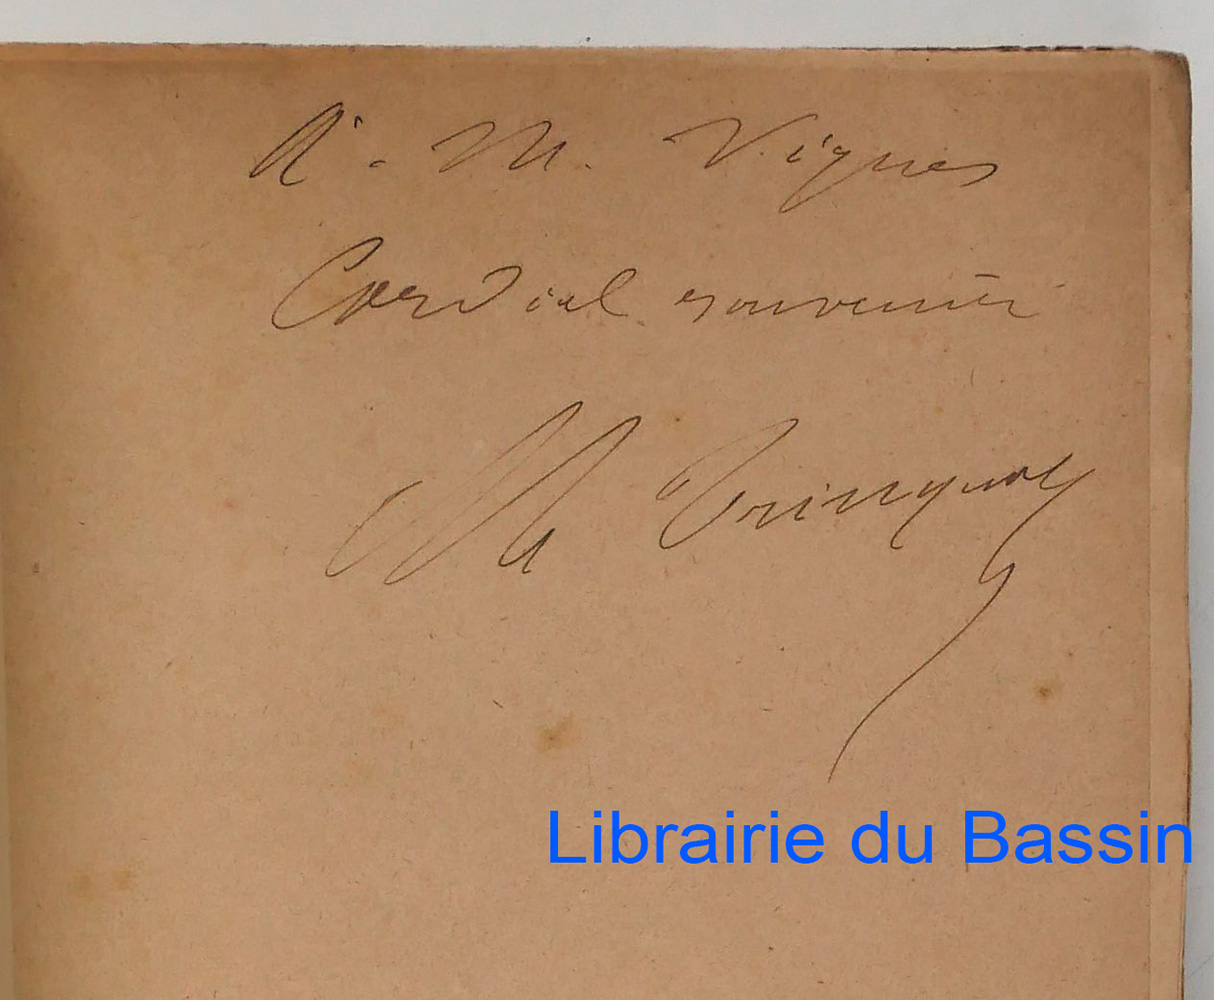 A. M. Vignes
Cordial souvenir
Librairie du Bassin